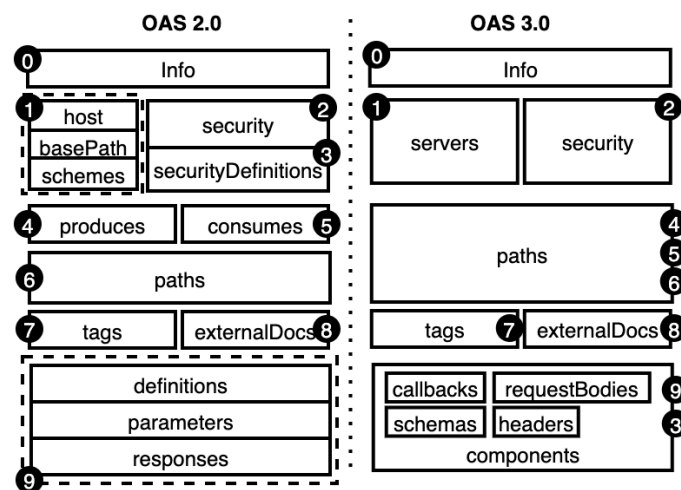 OAS 2.0
0
Info
1
host
basePath
schemes
2
security
3
securityDefinitions
4
produces
consumes
5
6
paths
7
tags
externalDocs
8
definitions
parameters
responses
9
OAS 3.0
0
Info
1
servers
2
security
paths
4
5
6
tags
7
externalDocs
8
callbacks
requestBodies
9
schemas
headers
3
components